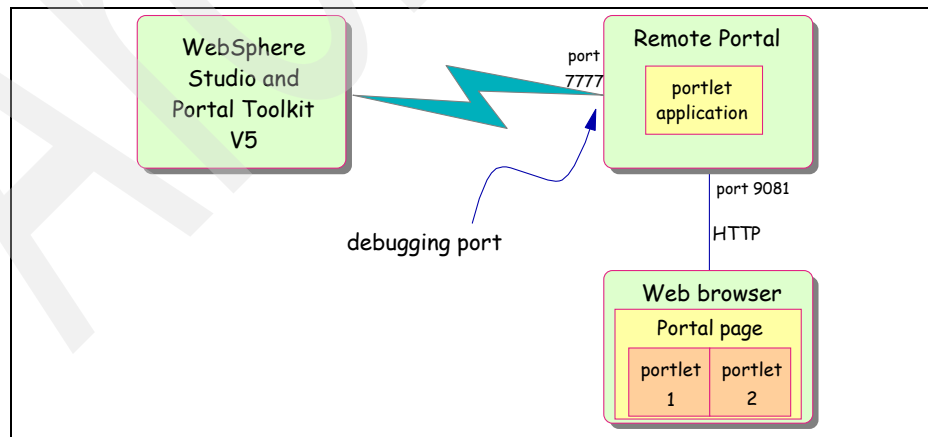 WebSphere
Studio and
Portal Toolkit
V5
port
7777
Remote Portal
portlet
application
debugging port
port 9081
HTTP
Web browser
Portal page
portlet
1
portlet
2